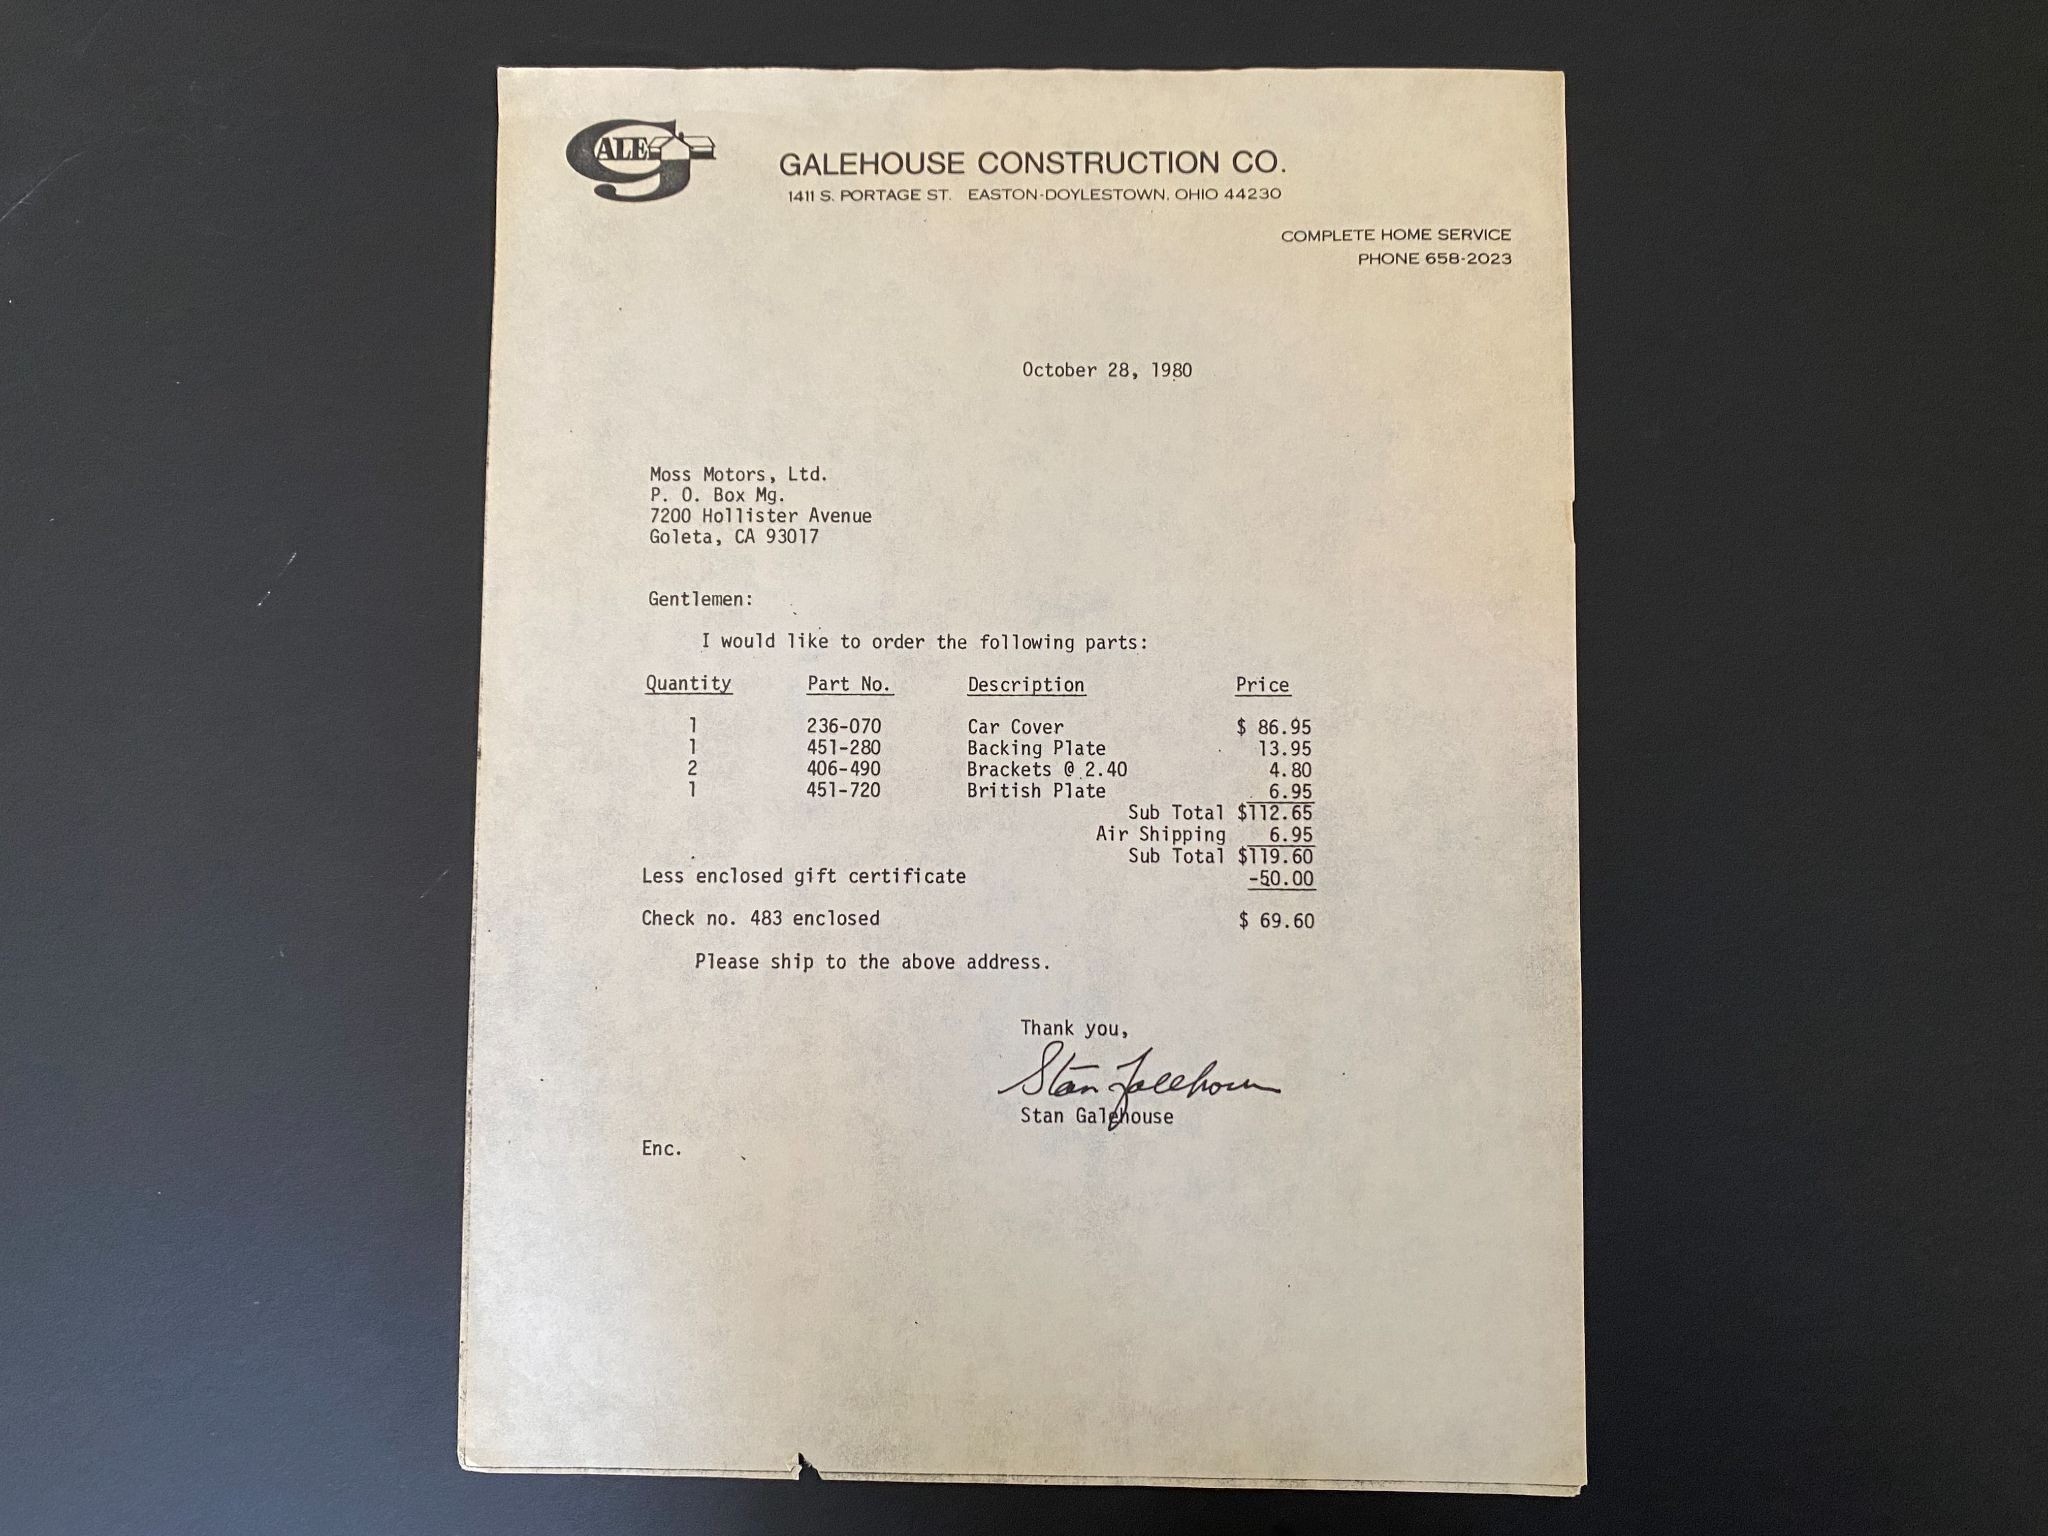 GALE
GALEHOUSE CONSTRUCTION CO.
1411 S. PORTAGE ST. EASTON-DOYLESTOWN, OHIO 44230
COMPLETE HOME SERVICE
PHONE 658-2023
October 28, 1980
Moss Motors, Ltd.
P. O. Box Mg.
7200 Hollister Avenue
Goleta, CA 93017
Gentlemen:
I would like to order the following parts:
Quantity Part No. Description Price
1 236-070 Car Cover $ 86.95
1 451-280 Backing Plate 13.95
2 406-490 Brackets @ 2.40 4.80
1 451-720 British Plate 6.95
Sub Total $112.65
Air Shipping 6.95
Sub Total $119.60
Less enclosed gift certificate -50.00
Check no. 483 enclosed $ 69.60
Please ship to the above address.
Thank you,
Stan Galehouse
Stan Galehouse
Enc.